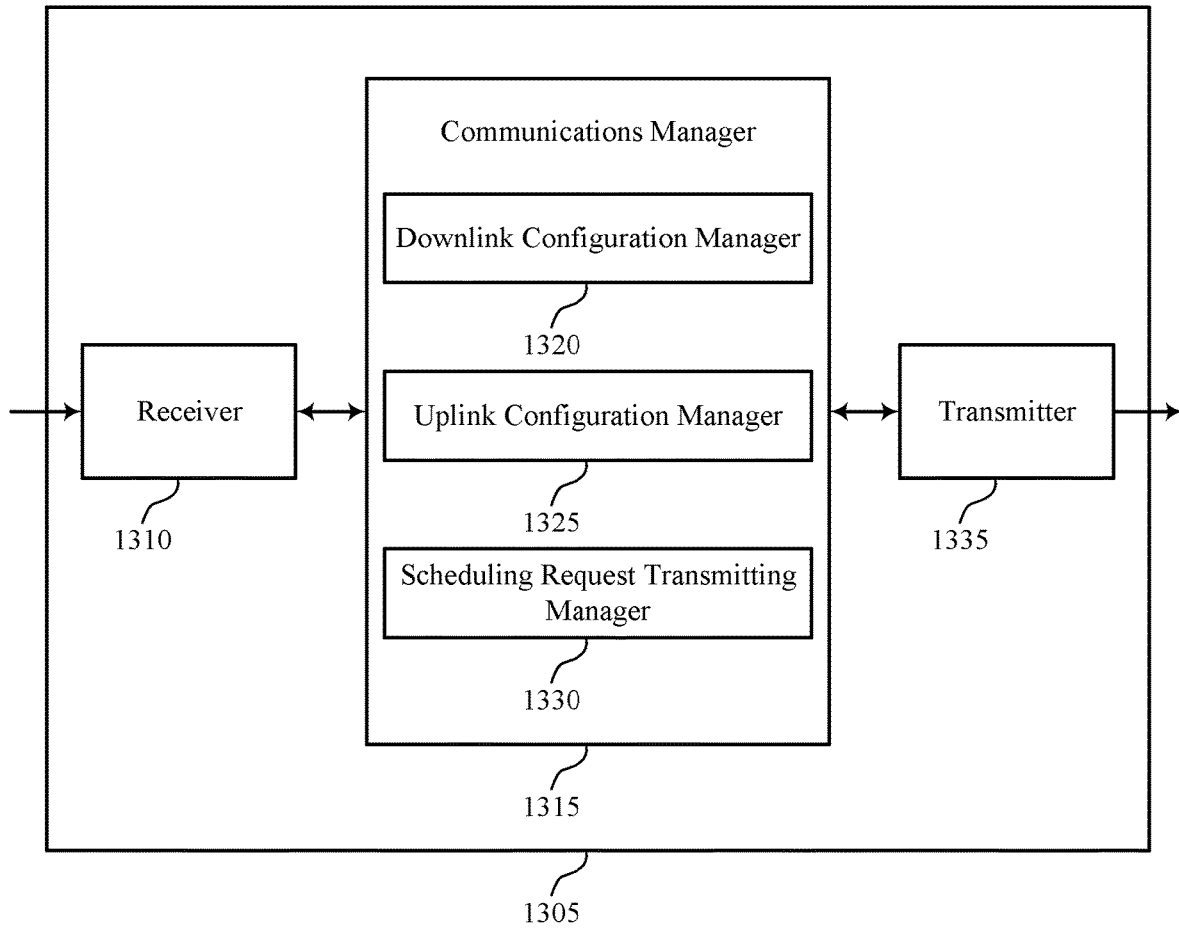 Communications Manager
Downlink Configuration Manager
1320
Receiver
1310
Uplink Configuration Manager
1325
Transmitter
1335
Scheduling Request Transmitting
Manager
1330
1315
1305